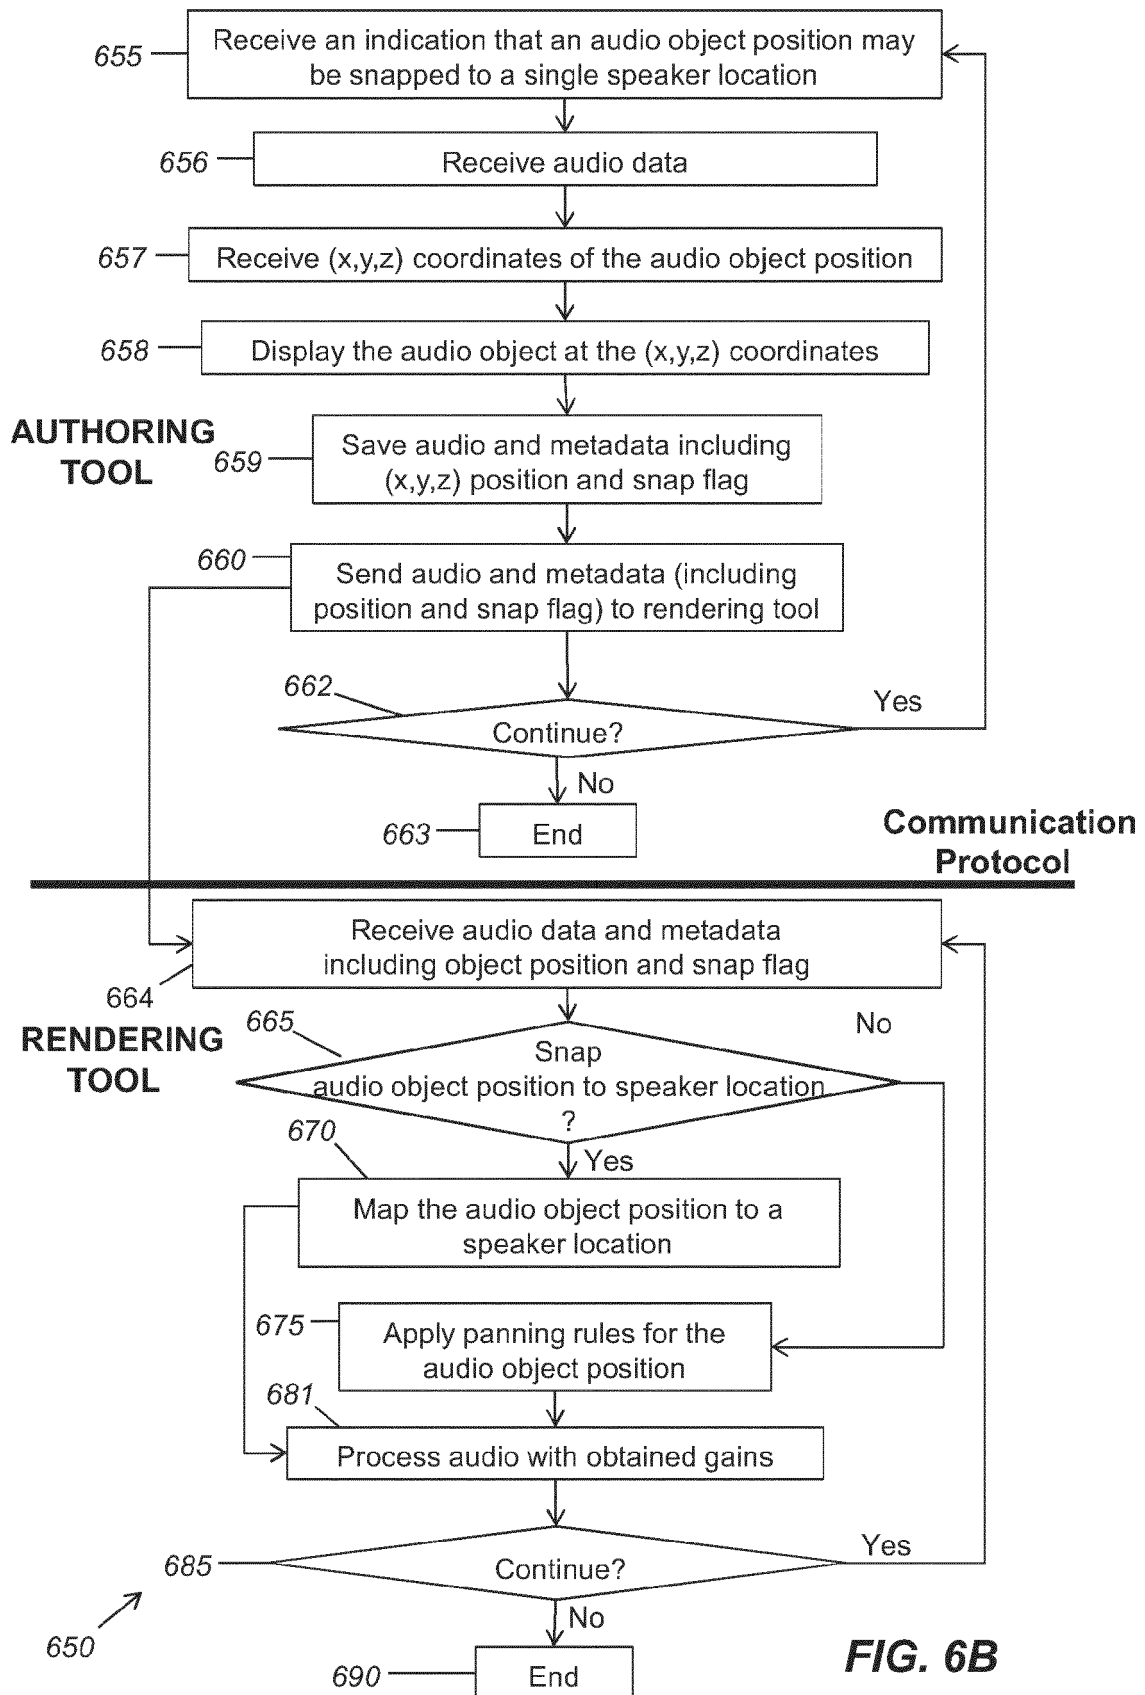 655
Receive an indication that an audio object position may
be snapped to a single speaker location
656
Receive audio data
657
Receive (x,y,z) coordinates of the audio object position
658
Display the audio object at the (x,y,z) coordinates
AUTHORING
TOOL
659
Save audio and metadata including
(x,y,z) position and snap flag
660
Send audio and metadata (including
position and snap flag) to rendering tool
662
Continue?
Yes
No
663
End
Communication
Protocol
Receive audio data and metadada
including object position and snap flag
664
RENDERING
TOOL
665
No
Snap
audio object position to speaker location
?
670
Yes
Map the audio object position to a
speaker location
675
Apply panning rules for the
audio object position
681
Process audio with obtained gains
685
Continue?
Yes
No
650
690
End
FIG. 6B